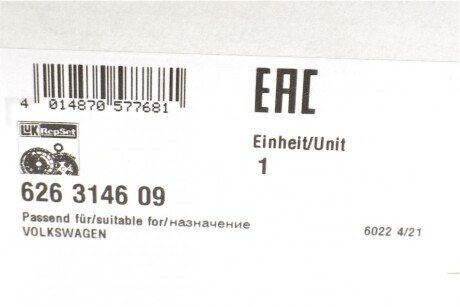 4 014870 577681
EAC
LUK RepSet
Einheit/Unit
1
626 3146 09
Passend für/suitable for/назначение
VOLKSWAGEN
6022 4/21